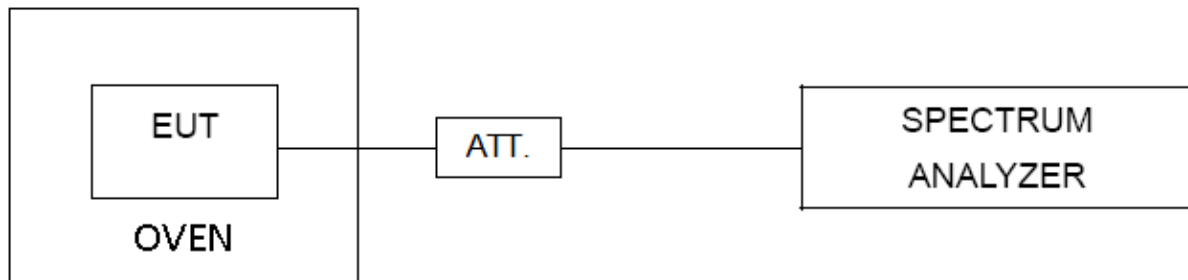 EUT
OVEN
ATT.
SPECTRUM
ANALYZER